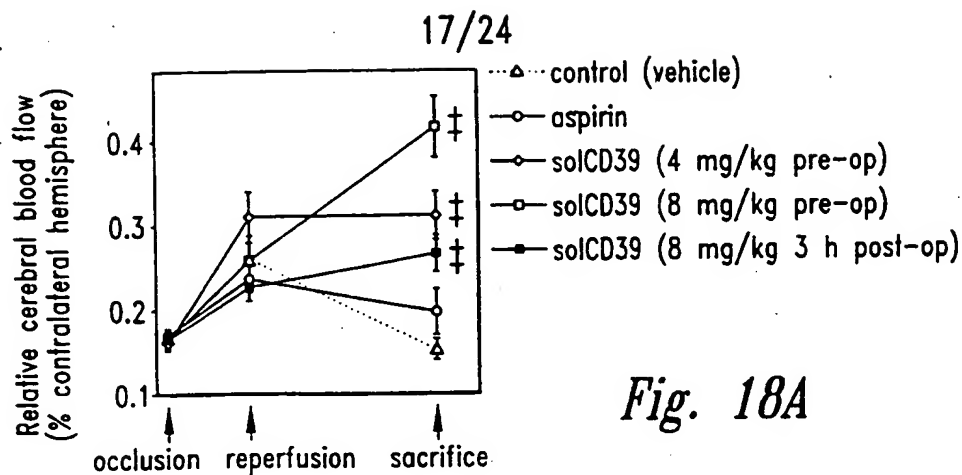 17/24
control (vehicle)
aspirin
solCD39 (4 mg/kg pre-op)
solCD39 (8 mg/kg pre-op)
solCD39 (8 mg/kg 3 h post-op)
Relative cerebral blood flow
(% contralateral hemisphere)
0.4
0.3
0.2
0.1
‡
‡
‡
occlusion reperfusion sacrifice
Fig. 18A